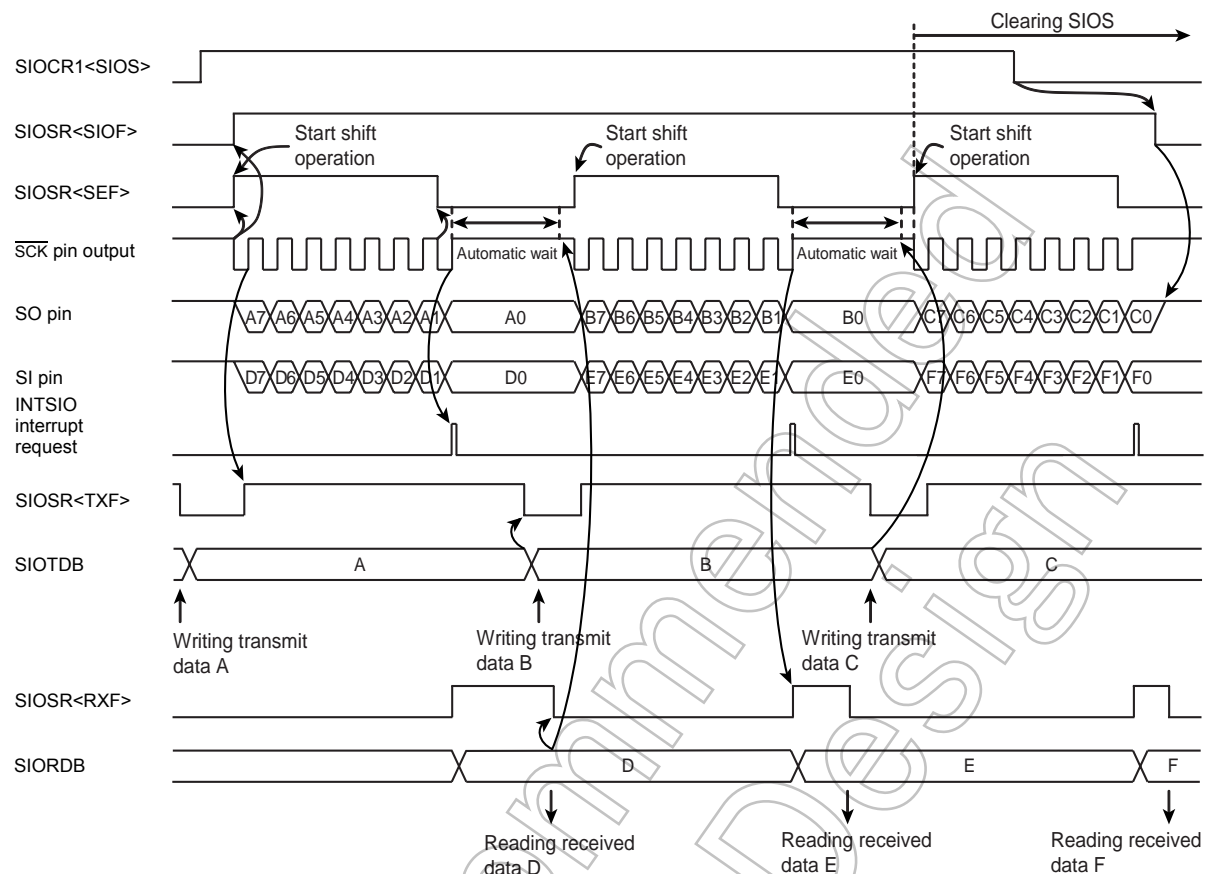 Clearing SIOS
SIOCR1<SIOS>
SIOSR<SIOF>
Start shift
operation
Start shift
operation
Start shift
operation
SIOSR<SEF>
SCK pin output
Automatic wait
Automatic wait
SO pin
A7 A6 A5 A4 A3 A2 A1 A0 B7 B6 B5 B4 B3 B2 B1 B0 C7 C6 C5 C4 C3 C2 C1 C0
SI pin
D7 D6 D5 D4 D3 D2 D1 D0 E7 E6 E5 E4 E3 E2 E1 E0 F7 F6 F5 F4 F3 F2 F1 F0
INTSIO
interrupt
request
SIOSR<TXF>
SIOTDB
A B C
Writing transmit
data A
Writing transmit
data B
Writing transmit
data C
SIOSR<RXF>
SIORDB
D E F
Reading received
data D
Reading received
data E
Reading received
data F
ommended
Design